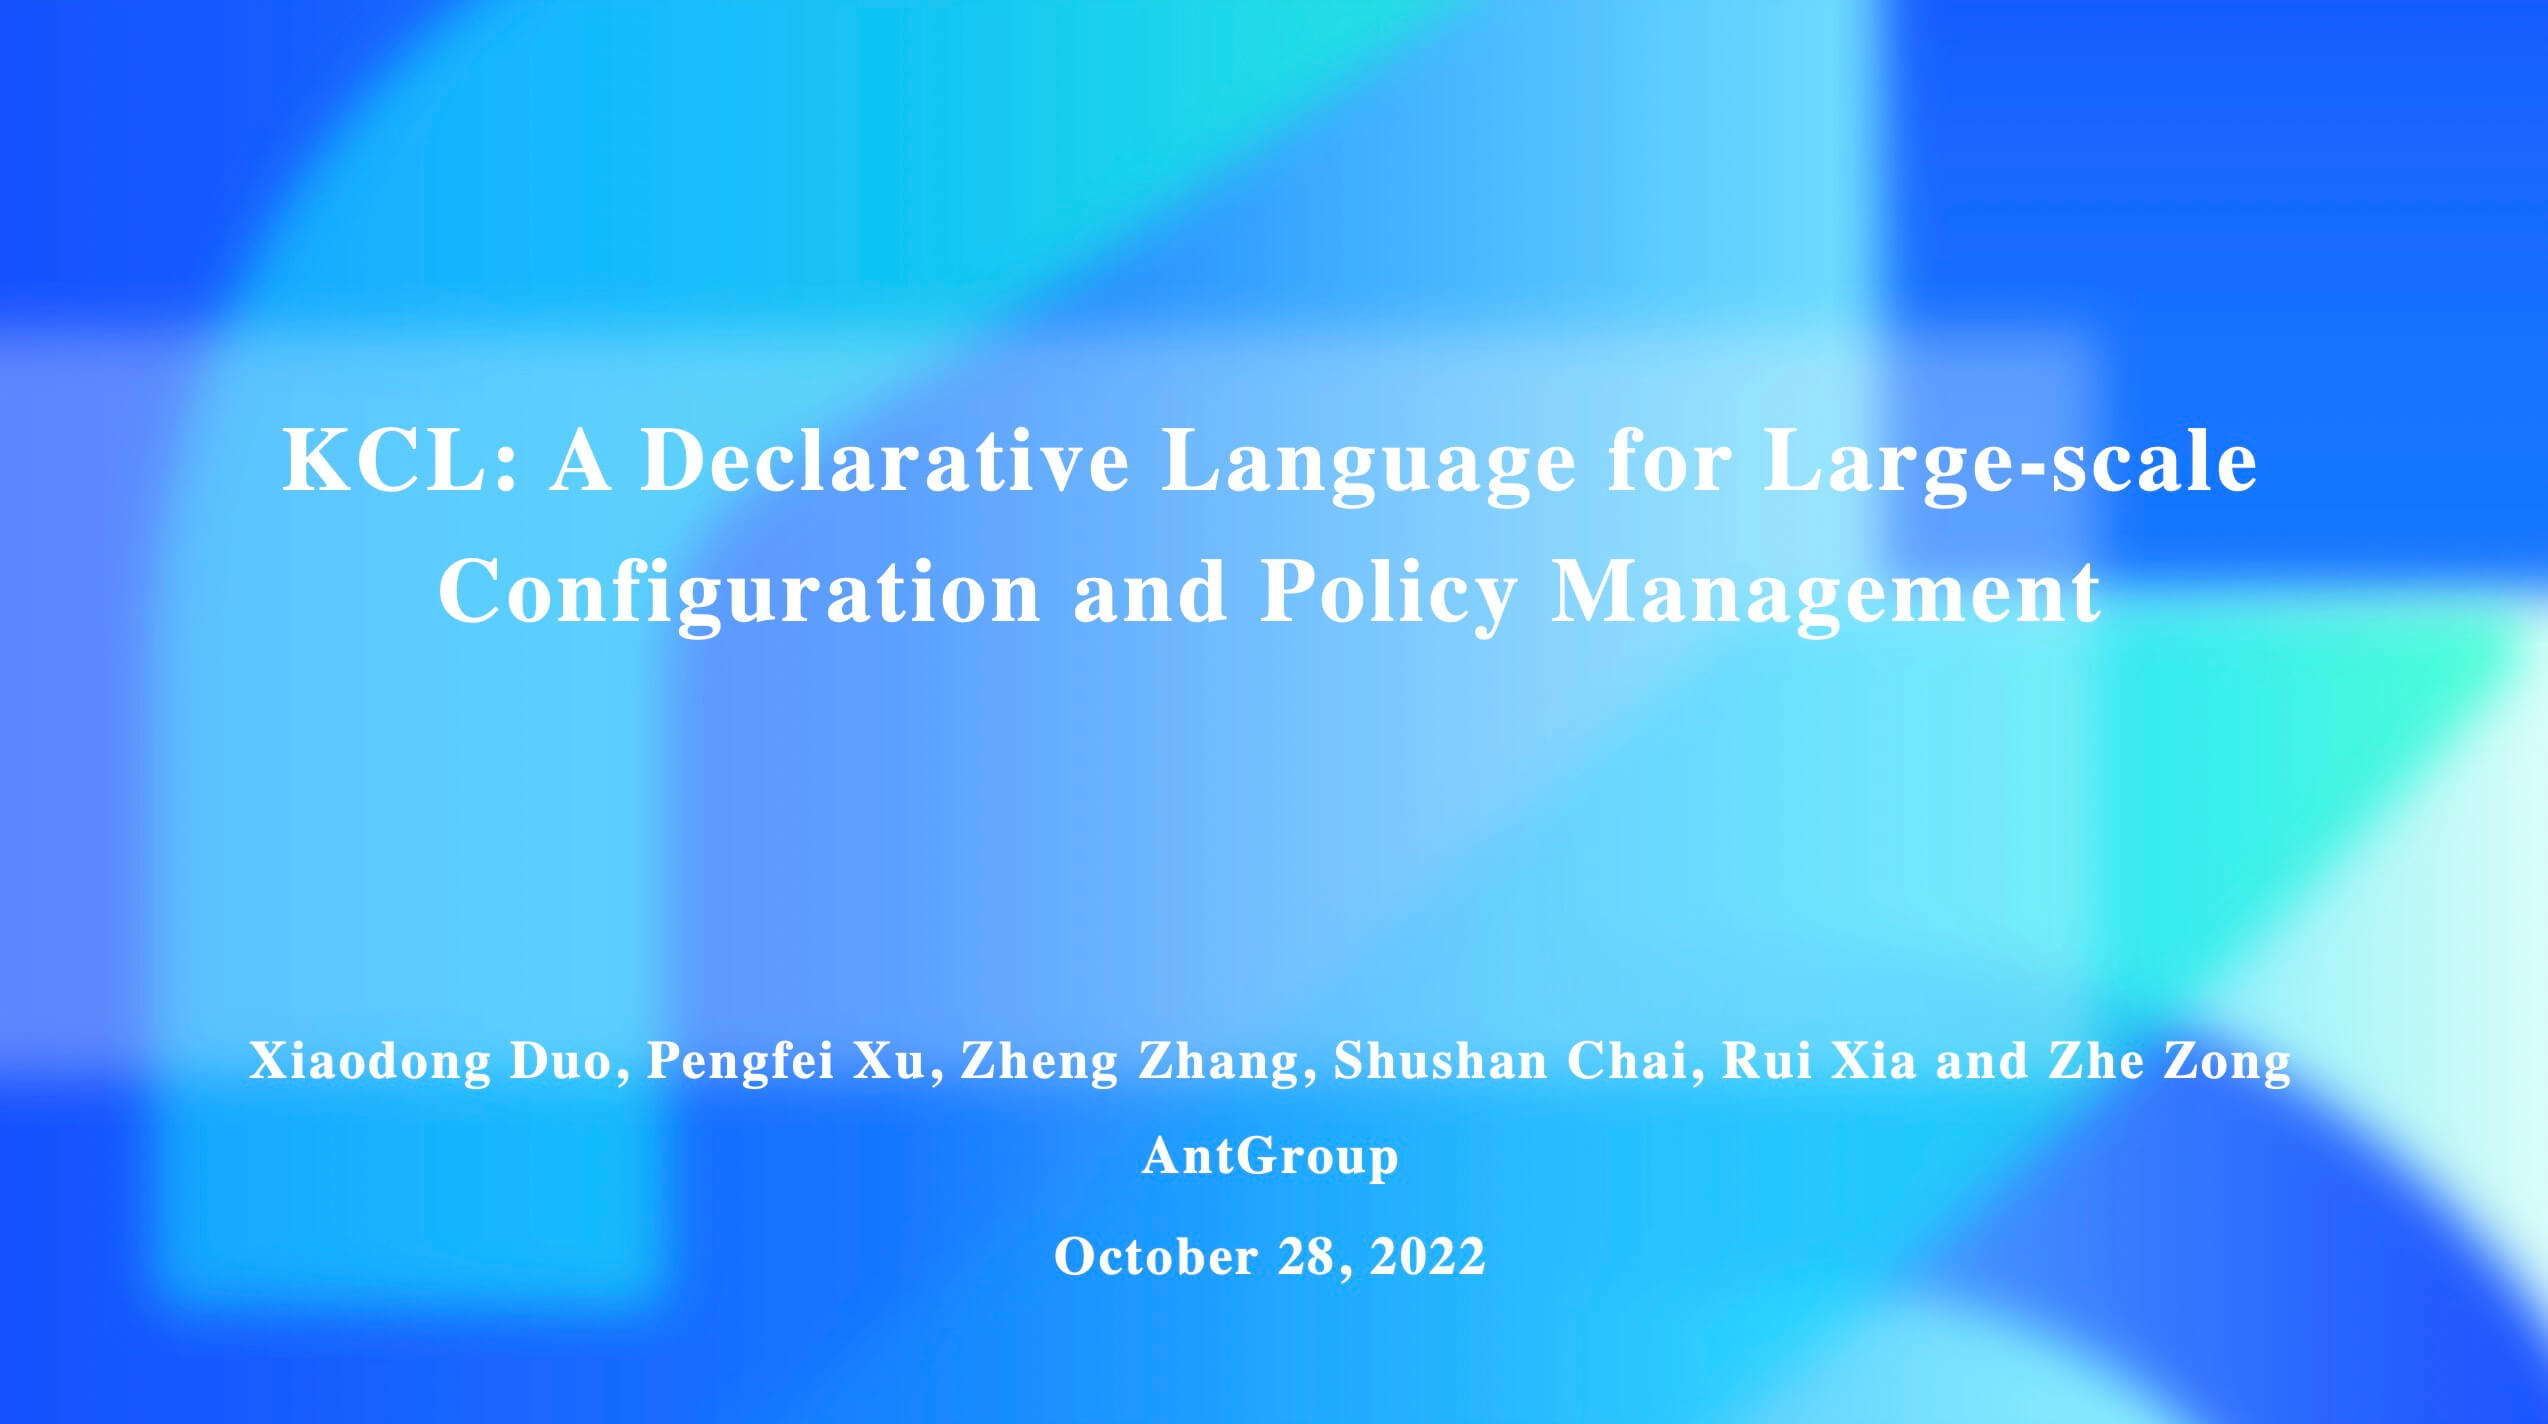 KCL: A Declarative Language for Large-scale
Configuration and Policy Management
Xiaodong Duo, Pengfei Xu, Zheng Zhang, Shushan Chai, Rui Xia and Zhe Zong
AntGroup
October 28, 2022